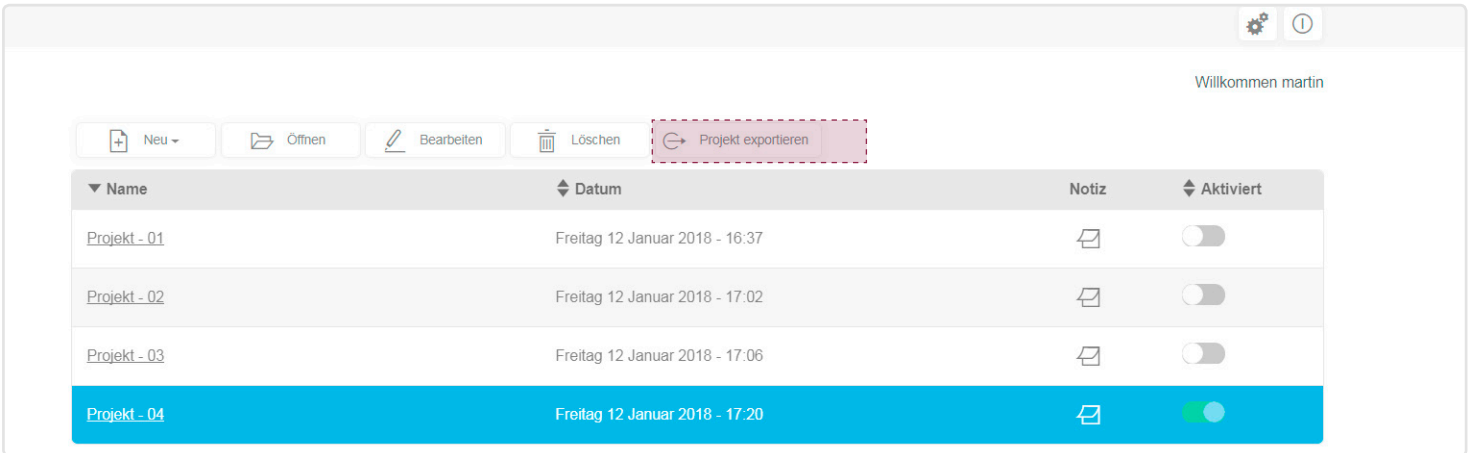 Willkommen martin
Neu Öffnen Bearbeiten Löschen Projekt exportieren
Name Datum Notiz Aktiviert
Projekt - 01 Freitag 12 Januar 2018 - 16:37
Projekt - 02 Freitag 12 Januar 2018 - 17:02
Projekt - 03 Freitag 12 Januar 2018 - 17:06
Projekt - 04 Freitag 12 Januar 2018 - 17:20